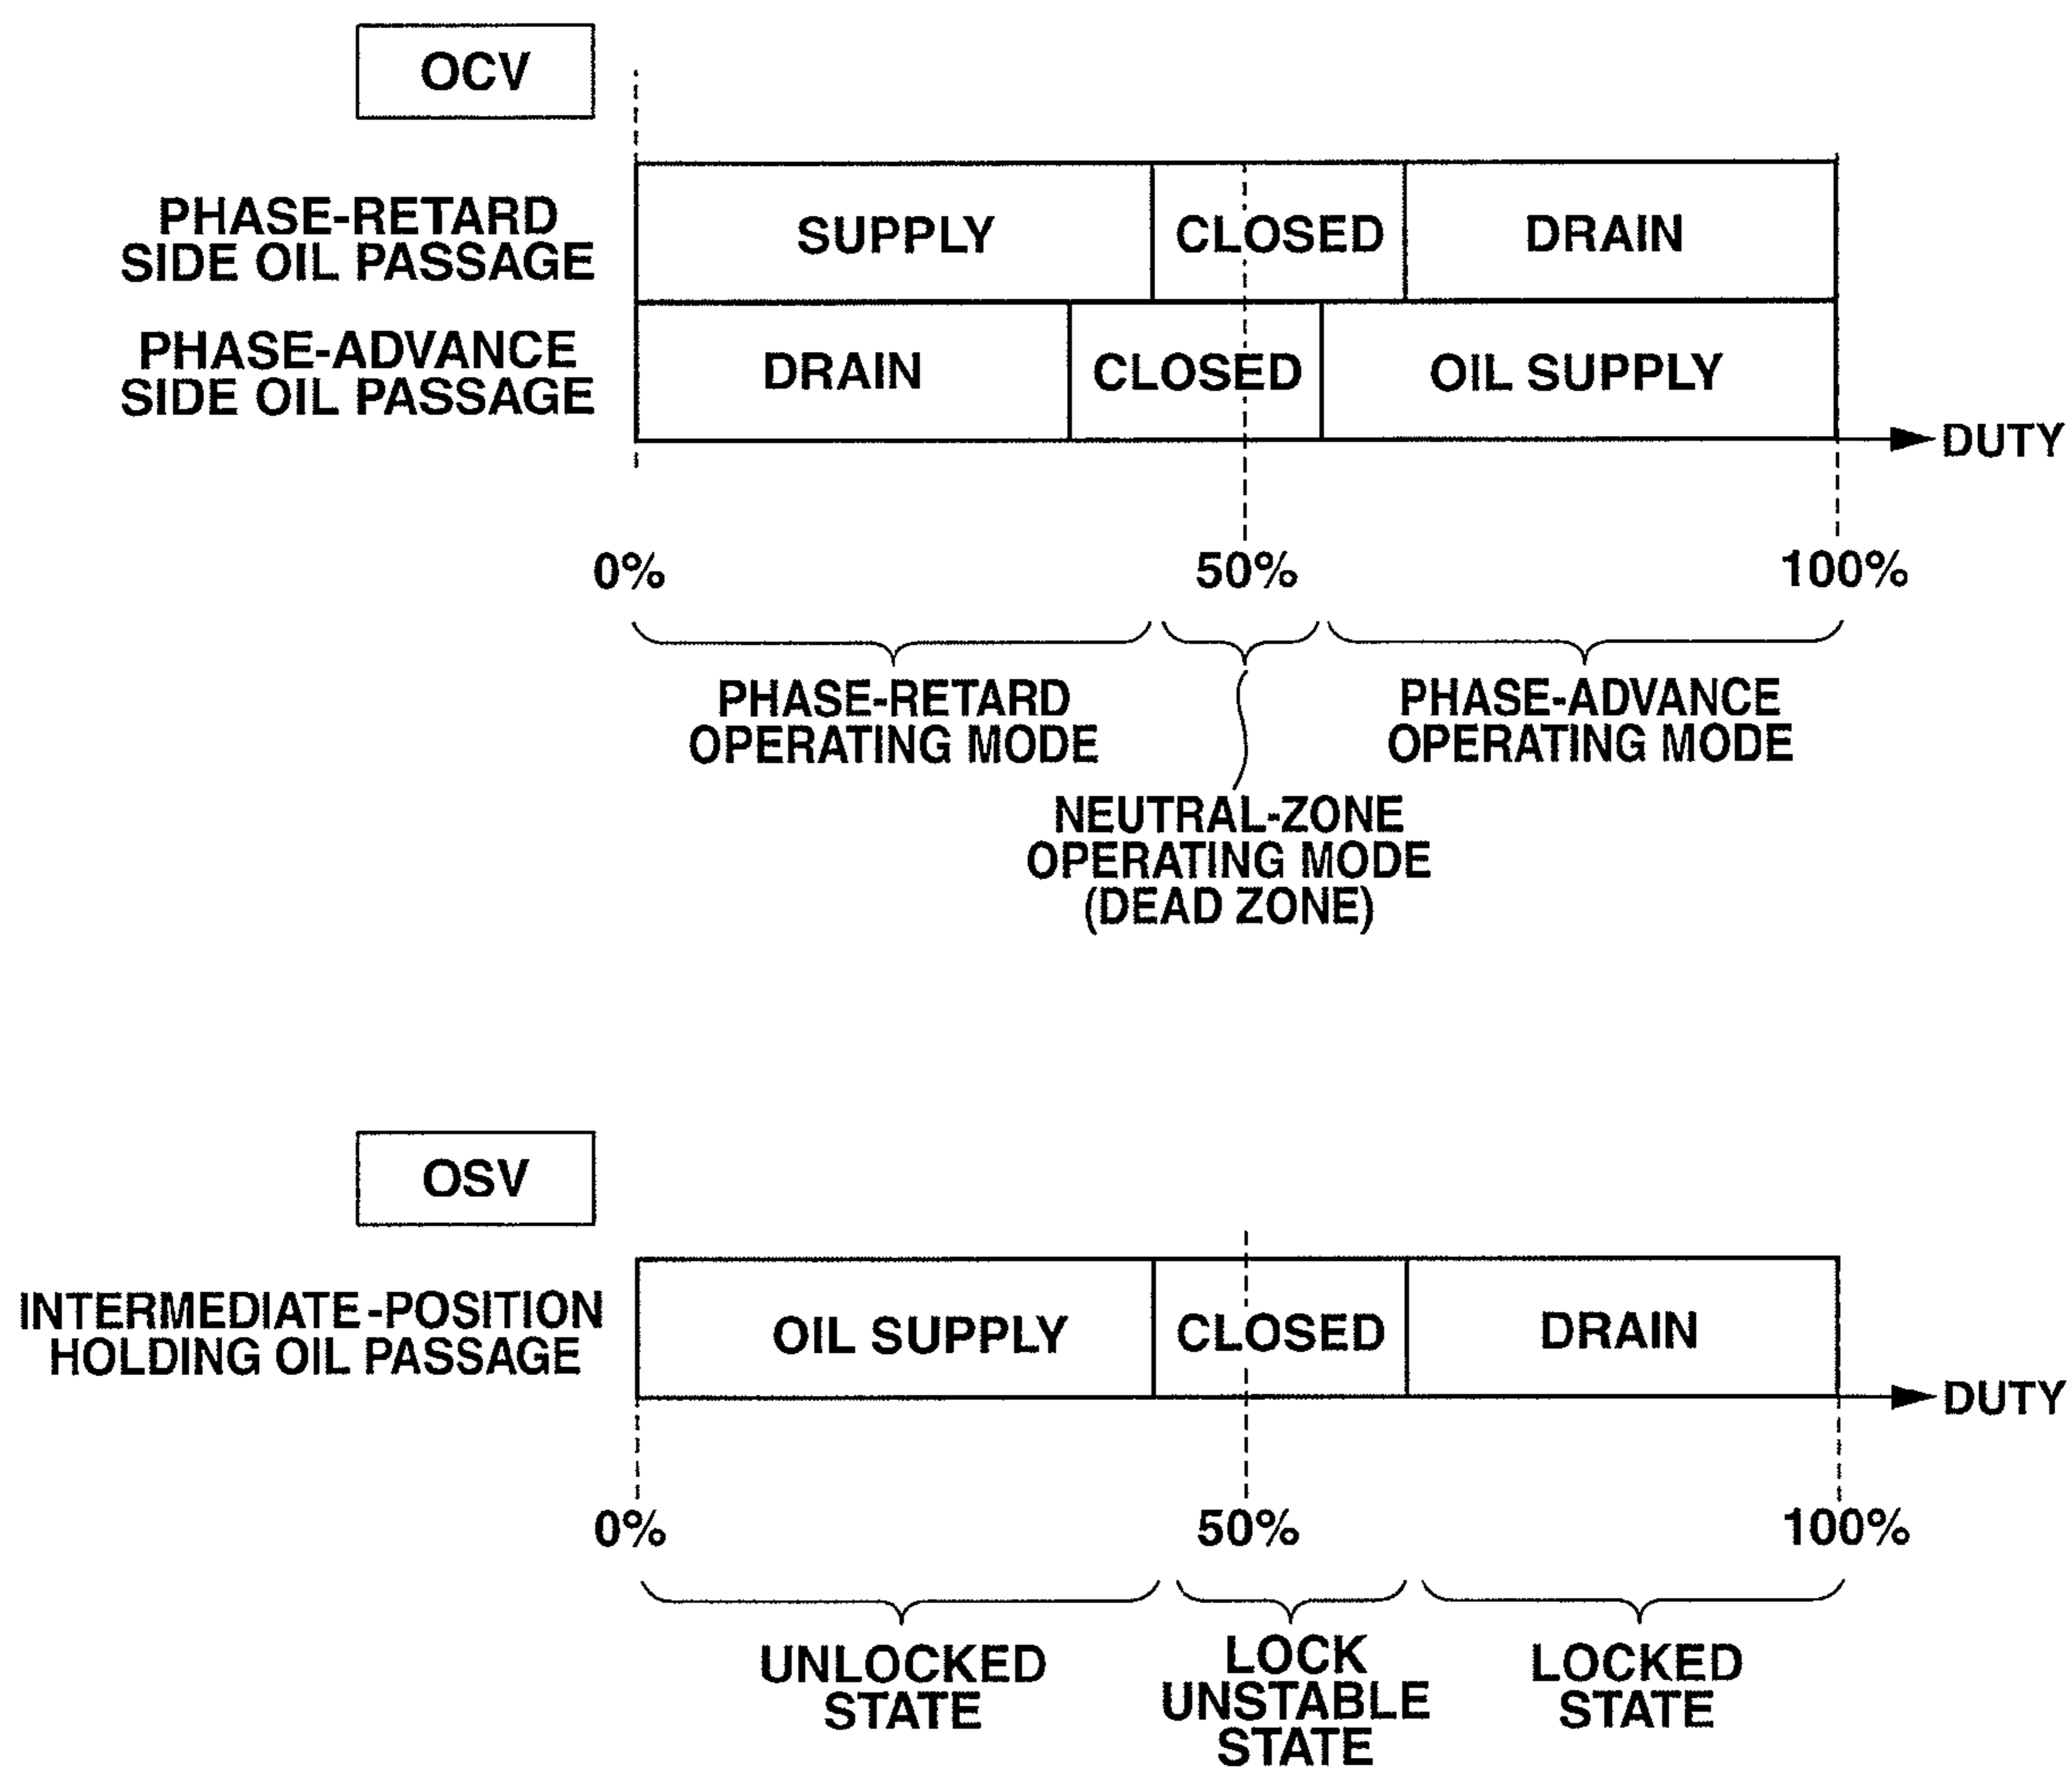 OCV
PHASE-RETARD
SIDE OIL PASSAGE
SUPPLY
CLOSED
DRAIN
PHASE-ADVANCE
SIDE OIL PASSAGE
DRAIN
CLOSED
OIL SUPPLY
DUTY
0%
50%
100%
PHASE-RETARD
OPERATING MODE
PHASE-ADVANCE
OPERATING MODE
NEUTRAL-ZONE
OPERATING MODE
(DEAD ZONE)
OSV
INTERMEDIATE-POSITION
HOLDING OIL PASSAGE
OIL SUPPLY
CLOSED
DRAIN
DUTY
0%
50%
100%
UNLOCKED
STATE
LOCK
UNSTABLE
STATE
LOCKED
STATE